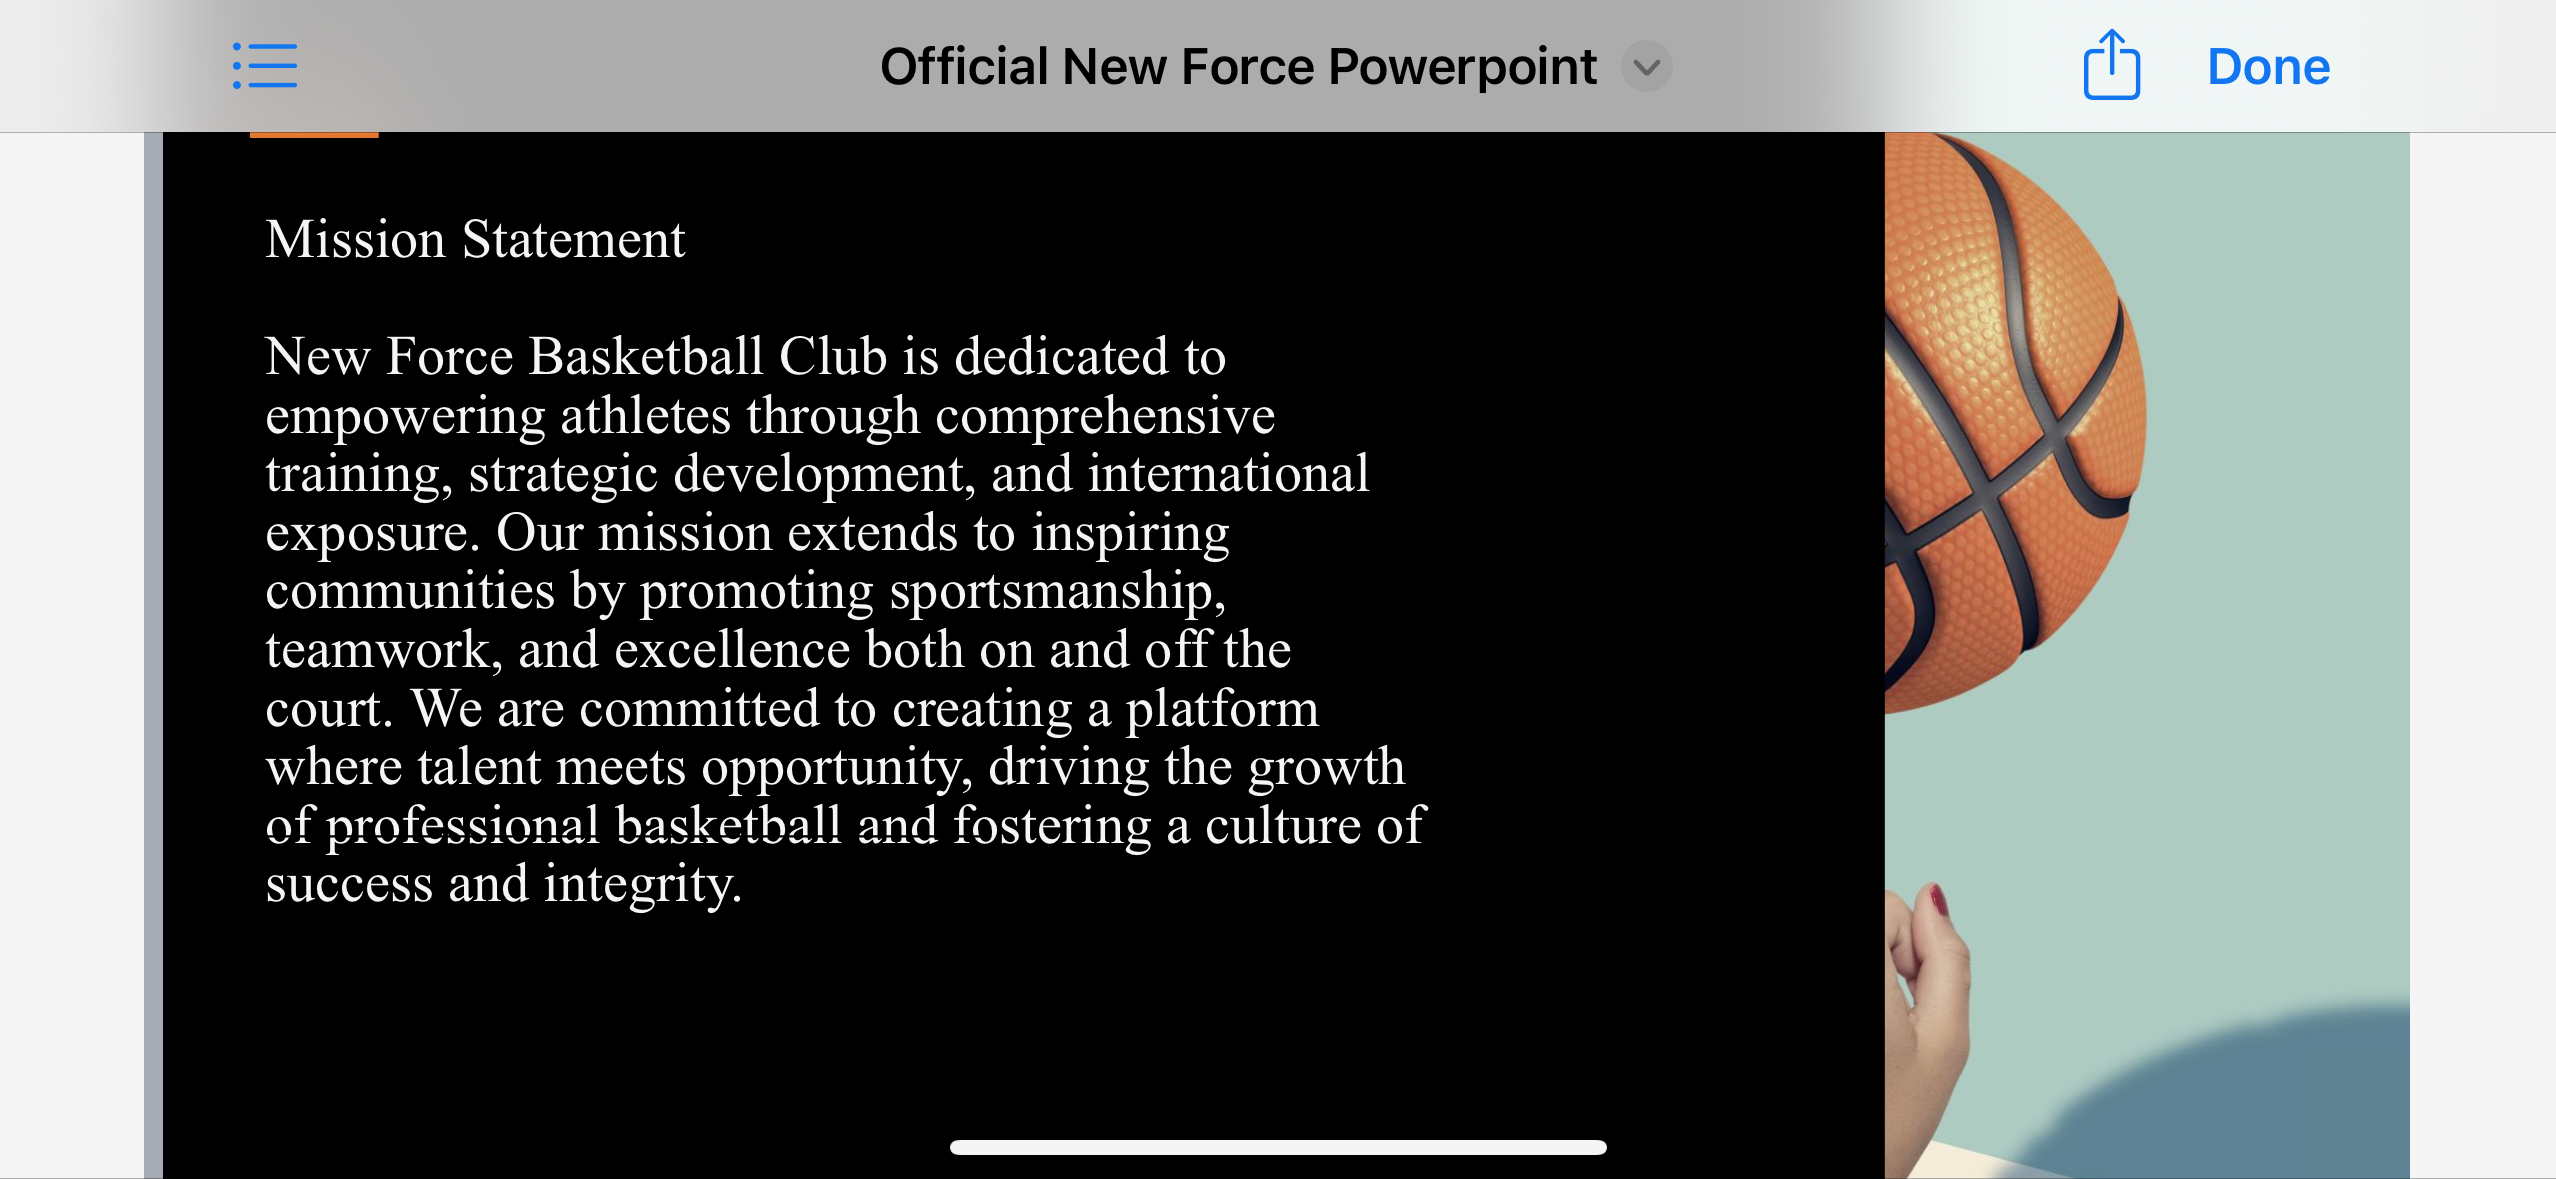 Official New Force Powerpoint
Done
Mission Statement
New Force Basketball Club is dedicated to
empowering athletes through comprehensive
training, strategic development, and international
exposure. Our mission extends to inspiring
communities by promoting sportsmanship,
teamwork, and excellence both on and off the
court. We are committed to creating a platform
where talent meets opportunity, driving the growth
of professional basketball and fostering a culture of
success and integrity.